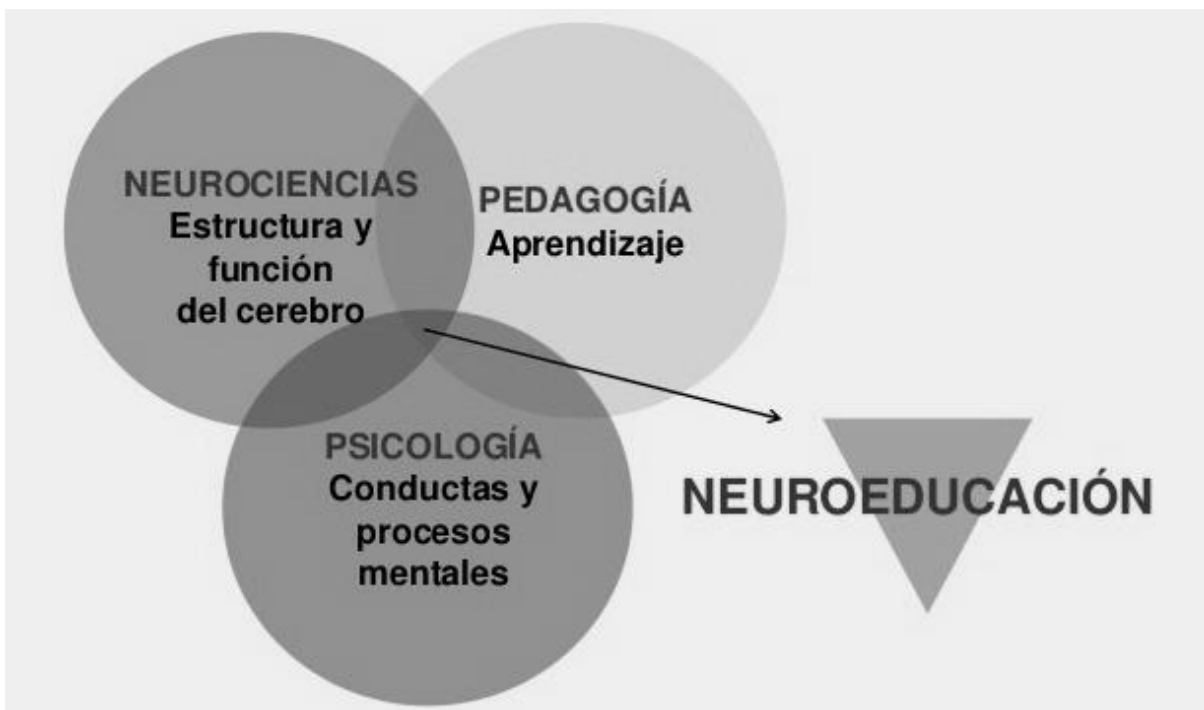 NEUROCIENCIAS
Estructura y
función
del cerebro
PEDAGOGÍA
Aprendizaje
PSICOLOGÍA
Conductas y
procesos
mentales
NEUROEDUCACIÓN